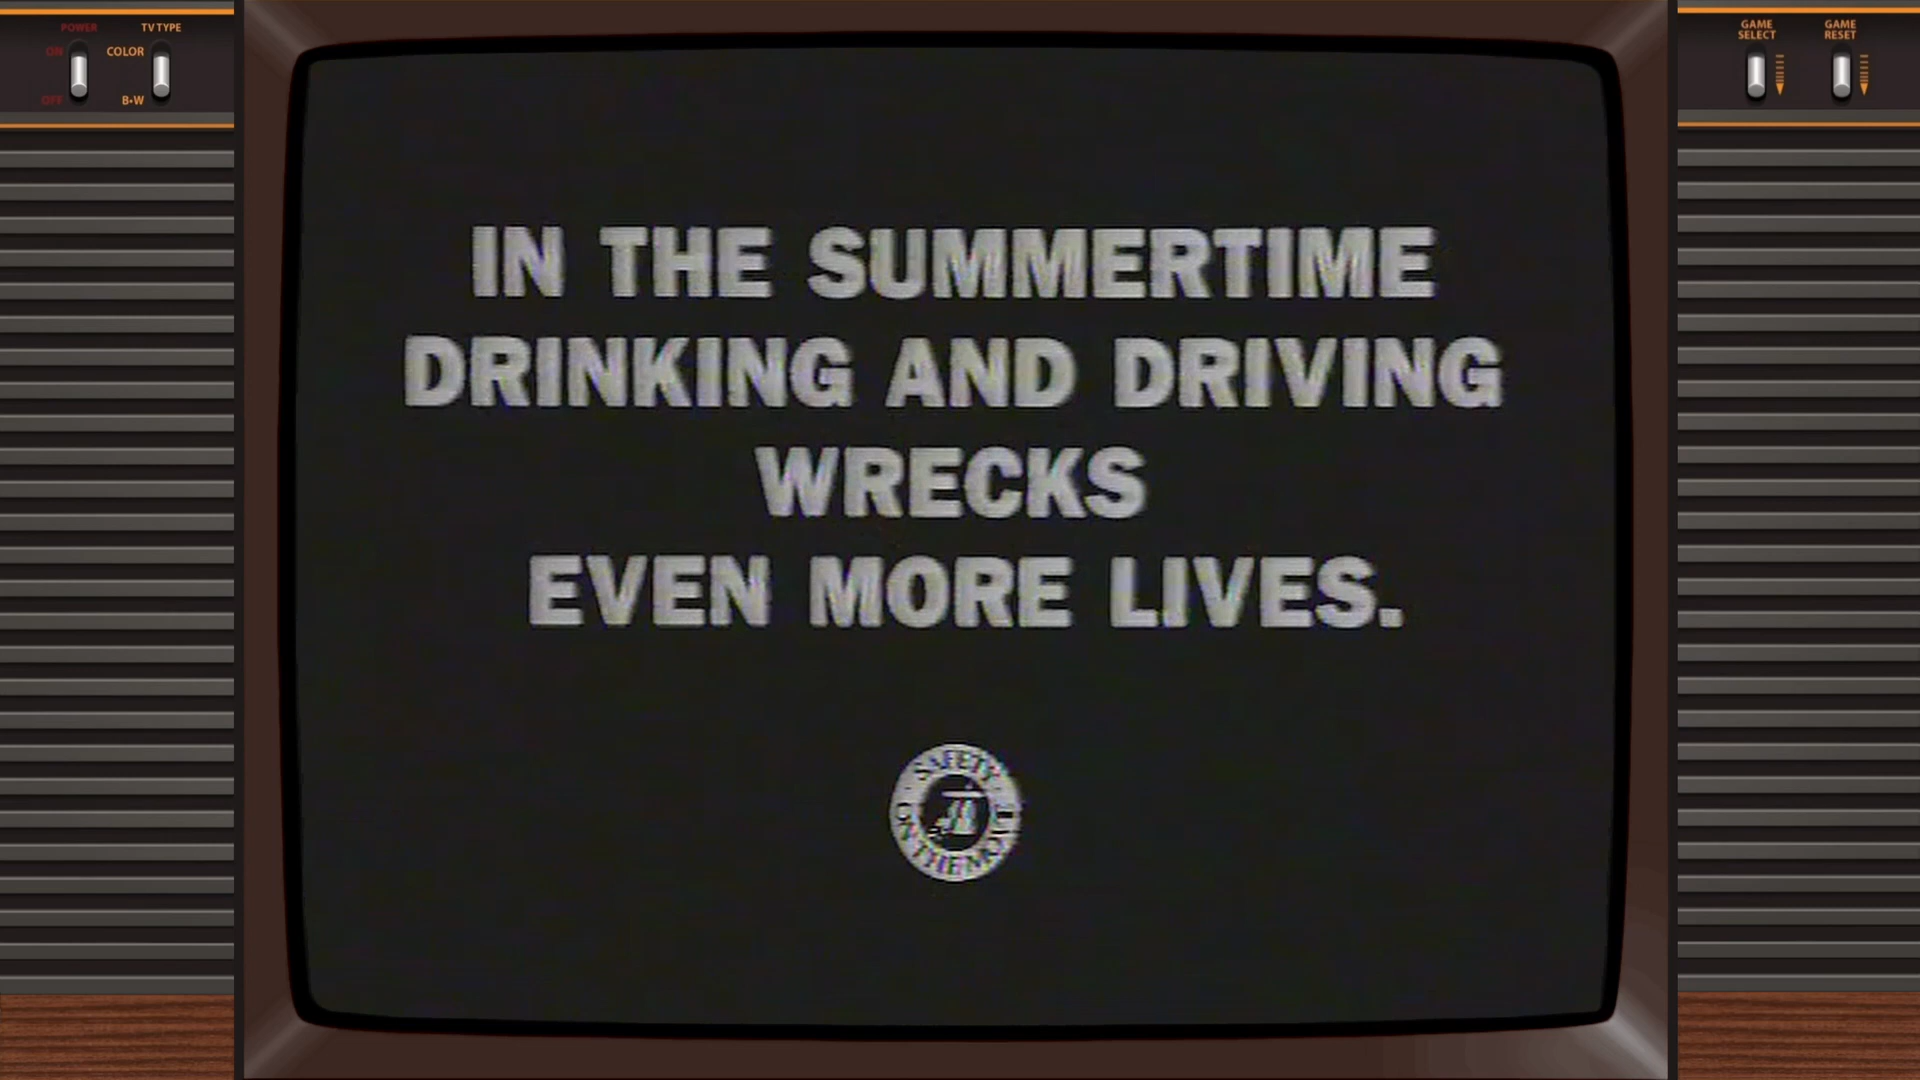 POWER
ON
OFF
TV TYPE
COLOR
B•W
IN THE SUMMERTIME
DRINKING AND DRIVING
WRECKS
EVEN MORE LIVES.
SAFETY
ON THE MOVE
GAME
SELECT
GAME
RESET